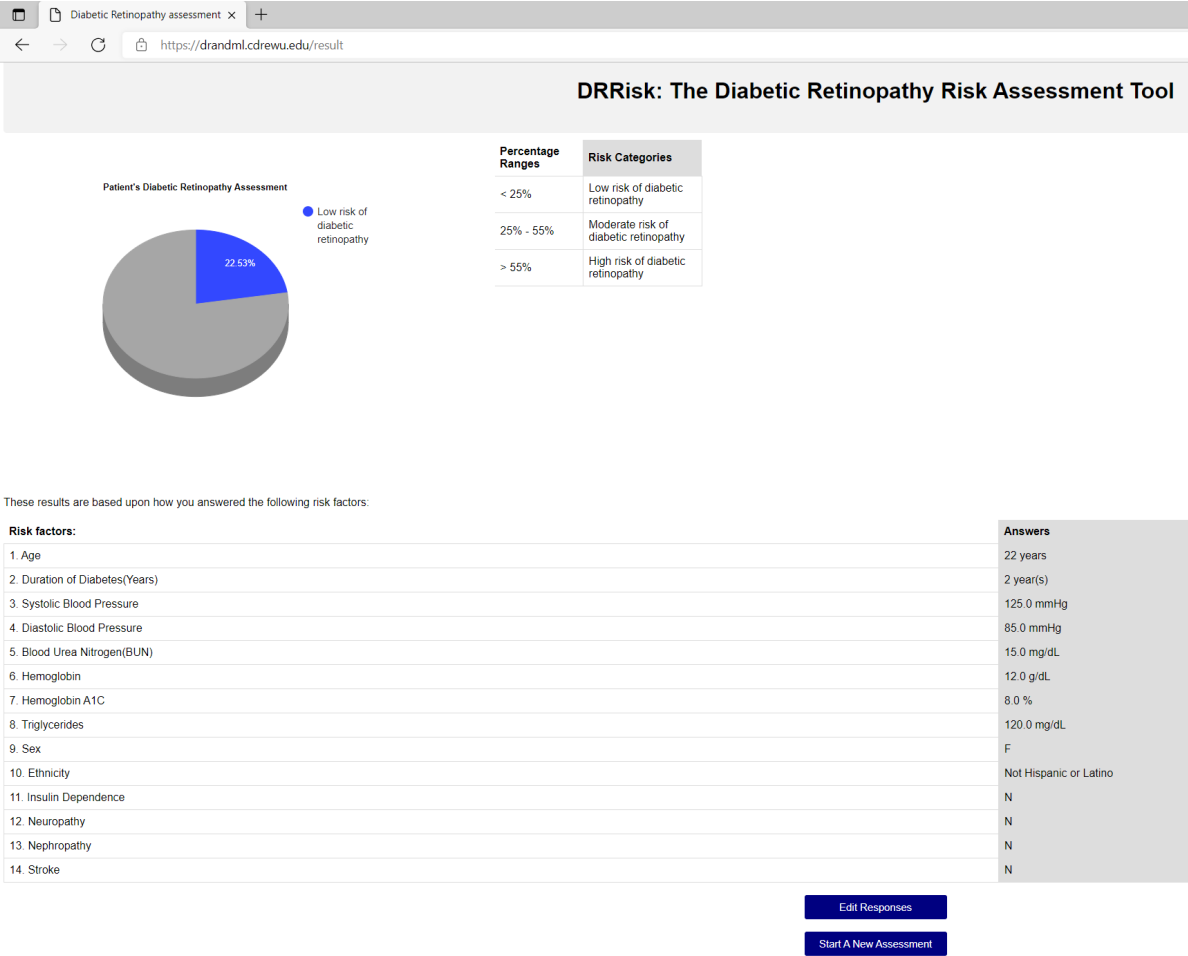 Diabetic Retinopathy assessment
https://drandml.cdrewu.edu/result
DRRisk: The Diabetic Retinopathy Risk Assessment Tool
Patient's Diabetic Retinopathy Assessment
Low risk of
diabetic
retinopathy
22.53%
Percentage
Ranges
Risk Categories
< 25%
Low risk of diabetic
retinopathy
25% - 55%
Moderate risk of
diabetic retinopathy
> 55%
High risk of diabetic
retinopathy
These results are based upon how you answered the following risk factors:
Risk factors: Answers
1. Age 22 years
2. Duration of Diabetes(Years) 2 year(s)
3. Systolic Blood Pressure 125.0 mmHg
4. Diastolic Blood Pressure 85.0 mmHg
5. Blood Urea Nitrogen(BUN) 15.0 mg/dL
6. Hemoglobin 12.0 g/dL
7. Hemoglobin A1C 8.0 %
8. Triglycerides 120.0 mg/dL
9. Sex F
10. Ethnicity Not Hispanic or Latino
11. Insulin Dependence N
12. Neuropathy N
13. Nephropathy N
14. Stroke N
Edit Responses
Start A New Assessment